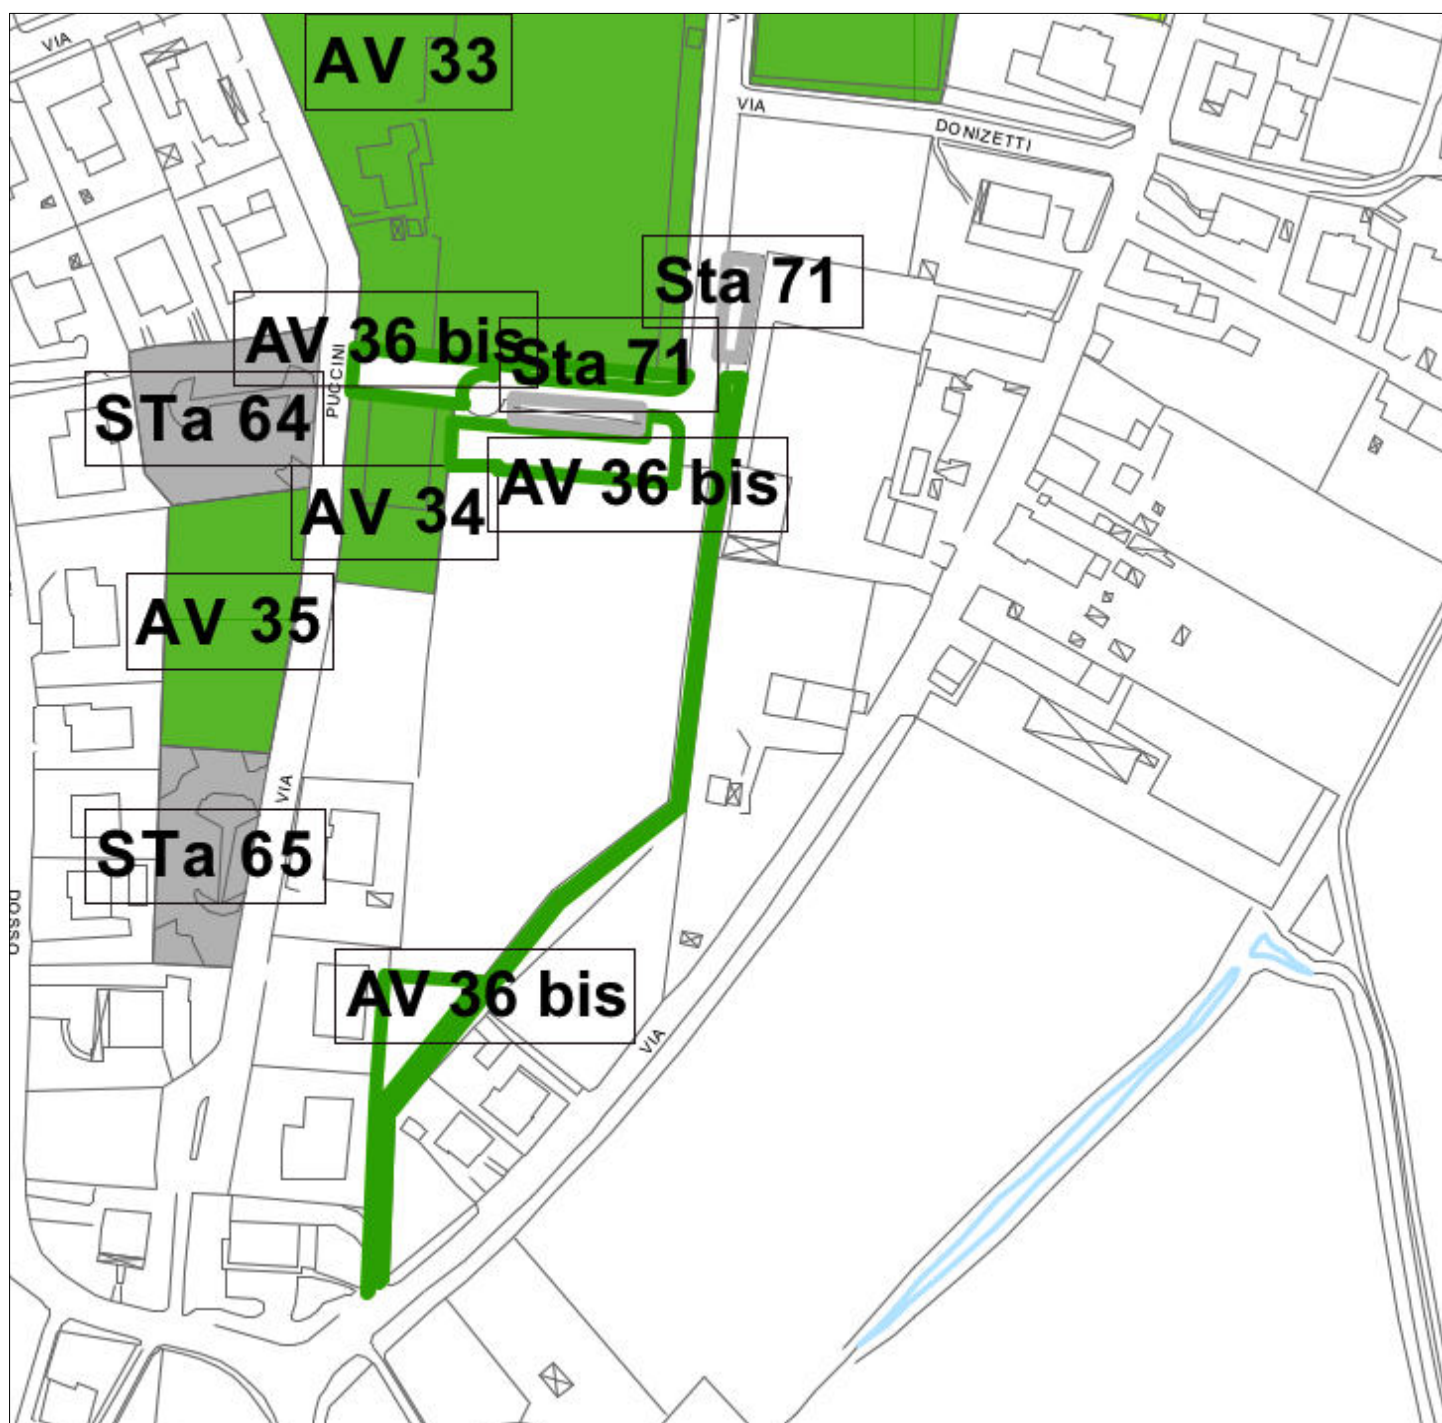 VIA
AV 33
V
VIA
DONIZETTI
Sta 71
AV 36 bis
Sta 71
PUCCINI
STa 64
AV 36 bis
AV 34
AV 35
VIA
STa 65
DOSSO
AV 36 bis
VIA